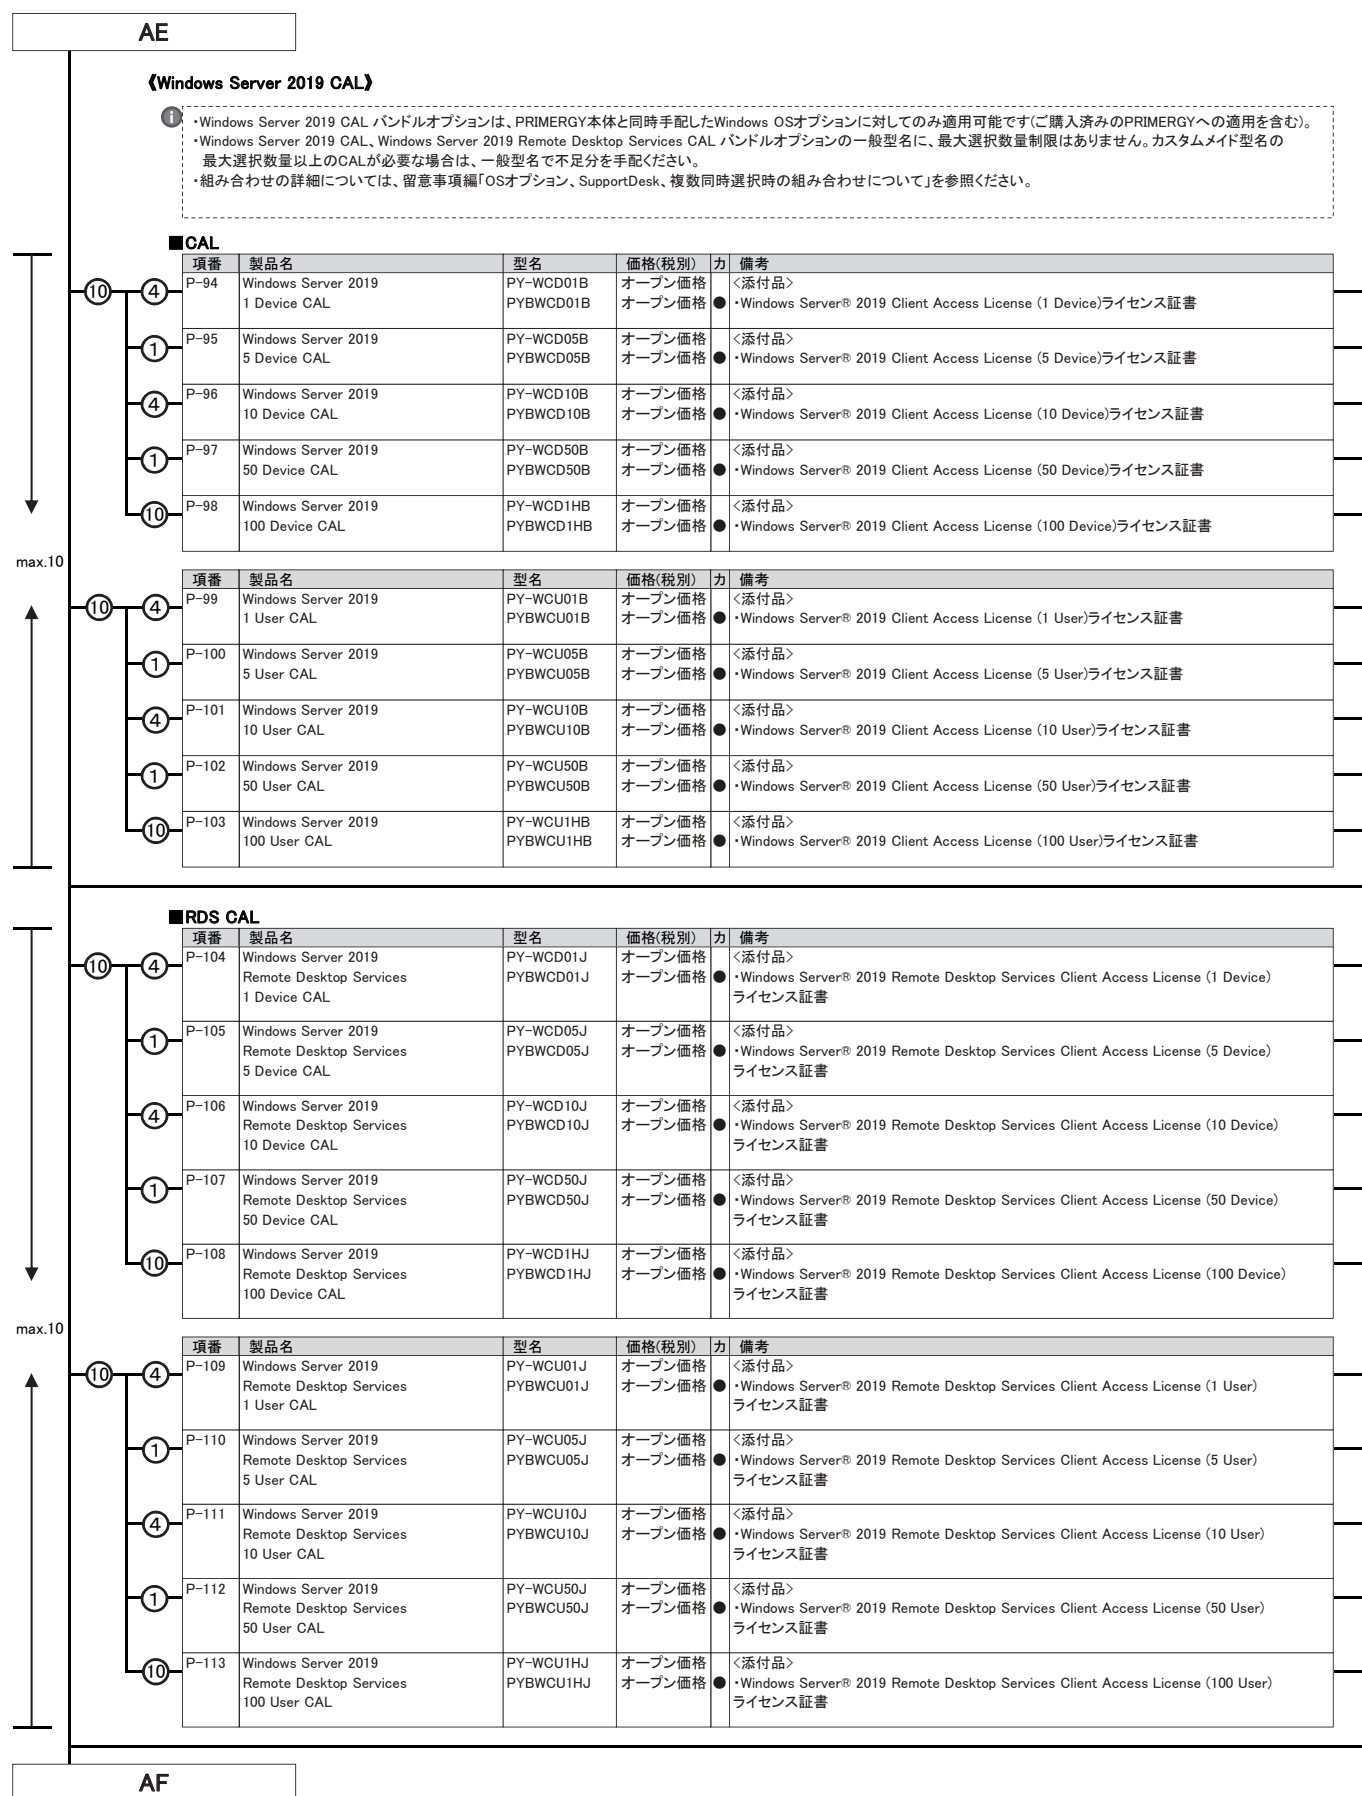 AE
《Windows Server 2019 CAL》
i
・Windows Server 2019 CAL バンドルオプションは、PRIMERGY本体と同時手配したWindows OSオプションに対してのみ適用可能です(ご購入済みのPRIMERGYへの適用を含む)。
・Windows Server 2019 CAL、Windows Server 2019 Remote Desktop Services CAL バンドルオプションの一般型名に、最大選択数量制限はありません。カスタムメイド型名の
最大選択数量以上のCALが必要な場合は、一般型名で不足分を手配ください。
・組み合わせの詳細については、留意事項編「OSオプション、SupportDesk、複数同時選択時の組み合わせについて」を参照ください。
■CAL
項番 製品名 型名 価格(税別) カ 備考
⑩ ④ P-94 Windows Server 2019 PY-WCD01B オープン価格 <添付品>
1 Device CAL PYBWCD01B オープン価格 ● ・Windows Server® 2019 Client Access License (1 Device)ライセンス証書
① P-95 Windows Server 2019 PY-WCD05B オープン価格 <添付品>
5 Device CAL PYBWCD05B オープン価格 ● ・Windows Server® 2019 Client Access License (5 Device)ライセンス証書
④ P-96 Windows Server 2019 PY-WCD10B オープン価格 <添付品>
10 Device CAL PYBWCD10B オープン価格 ● ・Windows Server® 2019 Client Access License (10 Device)ライセンス証書
① P-97 Windows Server 2019 PY-WCD50B オープン価格 <添付品>
50 Device CAL PYBWCD50B オープン価格 ● ・Windows Server® 2019 Client Access License (50 Device)ライセンス証書
⑩ P-98 Windows Server 2019 PY-WCD1HB オープン価格 <添付品>
100 Device CAL PYBWCD1HB オープン価格 ● ・Windows Server® 2019 Client Access License (100 Device)ライセンス証書
max.10
項番 製品名 型名 価格(税別) カ 備考
⑩ ④ P-99 Windows Server 2019 PY-WCU01B オープン価格 <添付品>
1 User CAL PYBWCU01B オープン価格 ● ・Windows Server® 2019 Client Access License (1 User)ライセンス証書
① P-100 Windows Server 2019 PY-WCU05B オープン価格 <添付品>
5 User CAL PYBWCU05B オープン価格 ● ・Windows Server® 2019 Client Access License (5 User)ライセンス証書
④ P-101 Windows Server 2019 PY-WCU10B オープン価格 <添付品>
10 User CAL PYBWCU10B オープン価格 ● ・Windows Server® 2019 Client Access License (10 User)ライセンス証書
① P-102 Windows Server 2019 PY-WCU50B オープン価格 <添付品>
50 User CAL PYBWCU50B オープン価格 ● ・Windows Server® 2019 Client Access License (50 User)ライセンス証書
⑩ P-103 Windows Server 2019 PY-WCU1HB オープン価格 <添付品>
100 User CAL PYBWCU1HB オープン価格 ● ・Windows Server® 2019 Client Access License (100 User)ライセンス証書
■RDS CAL
項番 製品名 型名 価格(税別) カ 備考
⑩ ④ P-104 Windows Server 2019 PY-WCD01J オープン価格 <添付品>
Remote Desktop Services PYBWCD01J オープン価格 ● ・Windows Server® 2019 Remote Desktop Services Client Access License (1 Device)
1 Device CAL ライセンス証書
① P-105 Windows Server 2019 PY-WCD05J オープン価格 <添付品>
Remote Desktop Services PYBWCD05J オープン価格 ● ・Windows Server® 2019 Remote Desktop Services Client Access License (5 Device)
5 Device CAL ライセンス証書
④ P-106 Windows Server 2019 PY-WCD10J オープン価格 <添付品>
Remote Desktop Services PYBWCD10J オープン価格 ● ・Windows Server® 2019 Remote Desktop Services Client Access License (10 Device)
10 Device CAL ライセンス証書
① P-107 Windows Server 2019 PY-WCD50J オープン価格 <添付品>
Remote Desktop Services PYBWCD50J オープン価格 ● ・Windows Server® 2019 Remote Desktop Services Client Access License (50 Device)
50 Device CAL ライセンス証書
⑩ P-108 Windows Server 2019 PY-WCD1HJ オープン価格 <添付品>
Remote Desktop Services PYBWCD1HJ オープン価格 ● ・Windows Server® 2019 Remote Desktop Services Client Access License (100 Device)
100 Device CAL ライセンス証書
max.10
項番 製品名 型名 価格(税別) カ 備考
⑩ ④ P-109 Windows Server 2019 PY-WCU01J オープン価格 <添付品>
Remote Desktop Services PYBWCU01J オープン価格 ● ・Windows Server® 2019 Remote Desktop Services Client Access License (1 User)
1 User CAL ライセンス証書
① P-110 Windows Server 2019 PY-WCU05J オープン価格 <添付品>
Remote Desktop Services PYBWCU05J オープン価格 ● ・Windows Server® 2019 Remote Desktop Services Client Access License (5 User)
5 User CAL ライセンス証書
④ P-111 Windows Server 2019 PY-WCU10J オープン価格 <添付品>
Remote Desktop Services PYBWCU10J オープン価格 ● ・Windows Server® 2019 Remote Desktop Services Client Access License (10 User)
10 User CAL ライセンス証書
① P-112 Windows Server 2019 PY-WCU50J オープン価格 <添付品>
Remote Desktop Services PYBWCU50J オープン価格 ● ・Windows Server® 2019 Remote Desktop Services Client Access License (50 User)
50 User CAL ライセンス証書
⑩ P-113 Windows Server 2019 PY-WCU1HJ オープン価格 <添付品>
Remote Desktop Services PYBWCU1HJ オープン価格 ● ・Windows Server® 2019 Remote Desktop Services Client Access License (100 User)
100 User CAL ライセンス証書
AF